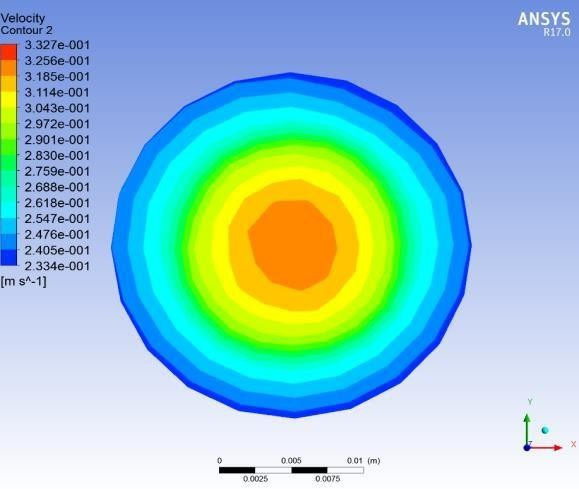 Velocity
Contour 2
3.327e-001
3.256e-001
3.185e-001
3.114e-001
3.043e-001
2.972e-001
2.901e-001
2.830e-001
2.759e-001
2.688e-001
2.618e-001
2.547e-001
2.476e-001
2.405e-001
2.334e-001
[m s^-1]
ANSYS
R17.0
0 0.005 0.01 (m)
0.0025 0.0075
Y
Z X